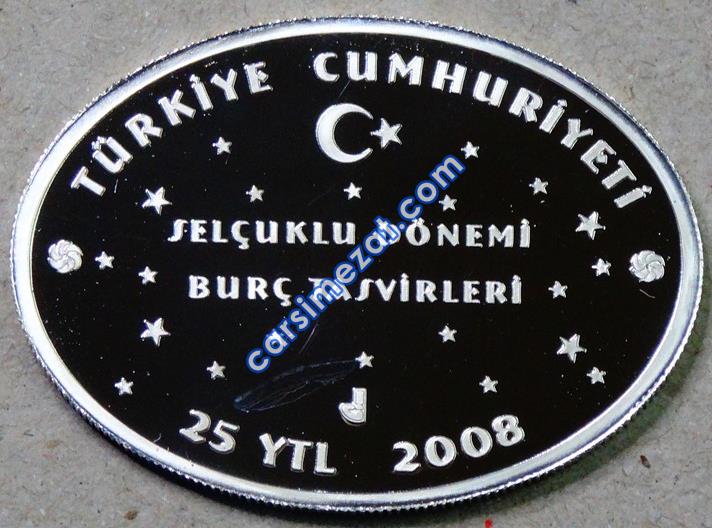 TÜRKİYE CUMHURİYETİ
SELÇUKLU DÖNEMİ
BURÇ TASVİRLERİ
25 YTL 2008
carsimezat.com